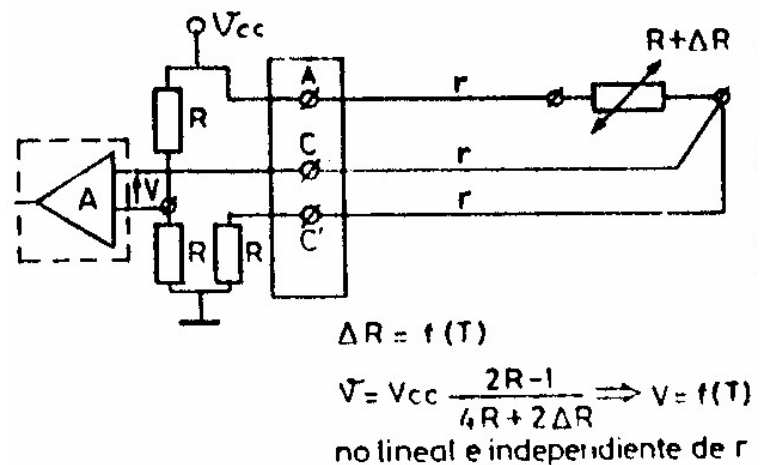 Vcc
R+ΔR
A
r
R
C
r
A
V
r
R
R
C'
ΔR = f(T)
V = Vcc 2R-1 / 4R + 2ΔR ⟹ V = f(T)
no lineal e independiente de r